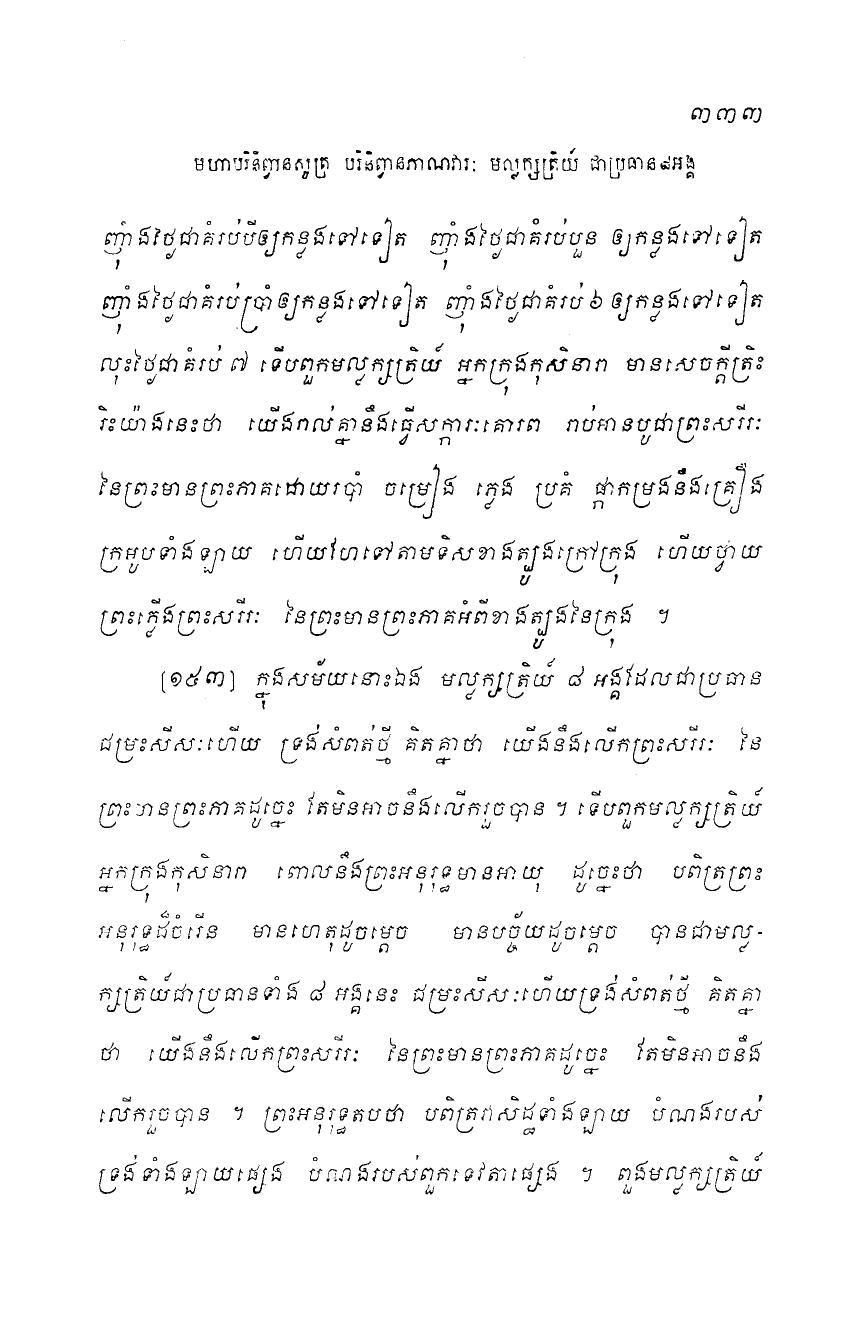 ៣៣៣
មហាបរិនិព្វានសូត្រ បរិនិព្វានភាណវារៈ មល្លក្សត្រិយ៍ ជាប្រធាន៨អង្គ
ញ៉ាំងថ្ងៃជាគំរប់បីឲ្យកន្លងទៅទៀត ញ៉ាំងថ្ងៃជាគំរប់បួន ឲ្យកន្លងទៅទៀត
ញ៉ាំងថ្ងៃជាគំរប់ប្រាំឲ្យកន្លងទៅទៀត ញ៉ាំងថ្ងៃជាគំរប់ ៦ ឲ្យកន្លងទៅទៀត
លុះថ្ងៃជាគំរប់ ៧ ទើបពួកមល្លក្សត្រិយ៍ អ្នកក្រុងកុសិនារា មានសេចក្តីត្រិះ
រិះយ៉ាងនេះថា យើងរាល់គ្នានឹងធ្វើសក្ការៈគោរព រាប់អានបូជាព្រះសរីរៈ
នៃព្រះមានព្រះភាគដោយរបាំ ចម្រៀង ភ្លេង ប្រគំ ផ្កាកម្រងនឹងគ្រឿង
ក្រអូបទាំងឡាយ ហើយហែទៅតាមទិសខាងត្បូងក្រៅក្រុង ហើយថ្វាយ
ព្រះភ្លើងព្រះសរីរៈ នៃព្រះមានព្រះភាគអំពីខាងត្បូងនៃក្រុង ។
[១៥៣] ក្នុងសម័យនោះឯង មល្លក្សត្រិយ៍ ៨ អង្គដែលជាប្រធាន
ជម្រះសីសៈហើយ ទ្រង់សំពត់ថ្មី គិតគ្នាថា យើងនឹងលើកព្រះសរីរៈ នៃ
ព្រះមានព្រះភាគដូច្នេះ តែមិនអាចនឹងលើករួចបាន ។ ទើបពួកមល្លក្សត្រិយ៍
អ្នកក្រុងកុសិនារា ពោលនឹងព្រះអនុរុទ្ធមានអាយុ ដូច្នេះថា បពិត្រព្រះ
អនុរុទ្ធដ៏ចំរើន មានហេតុដូចម្តេច មានបច្ច័យដូចម្តេច បានជាមល្ល-
ក្សត្រិយ៍ជាប្រធានទាំង ៨ អង្គនេះ ជម្រះសីសៈហើយទ្រង់សំពត់ថ្មី គិតគ្នា
ថា យើងនឹងលើកព្រះសរីរៈ នៃព្រះមានព្រះភាគដូច្នេះ តែមិនអាចនឹង
លើករួចបាន ។ ព្រះអនុរុទ្ធតបថា បពិត្រវាសិដ្ឋទាំងឡាយ បំណងរបស់
ទ្រង់ទាំងឡាយផ្សេង បំណងរបស់ពួកទេវតាផ្សេង ។ ពួងមល្លក្សត្រិយ៍